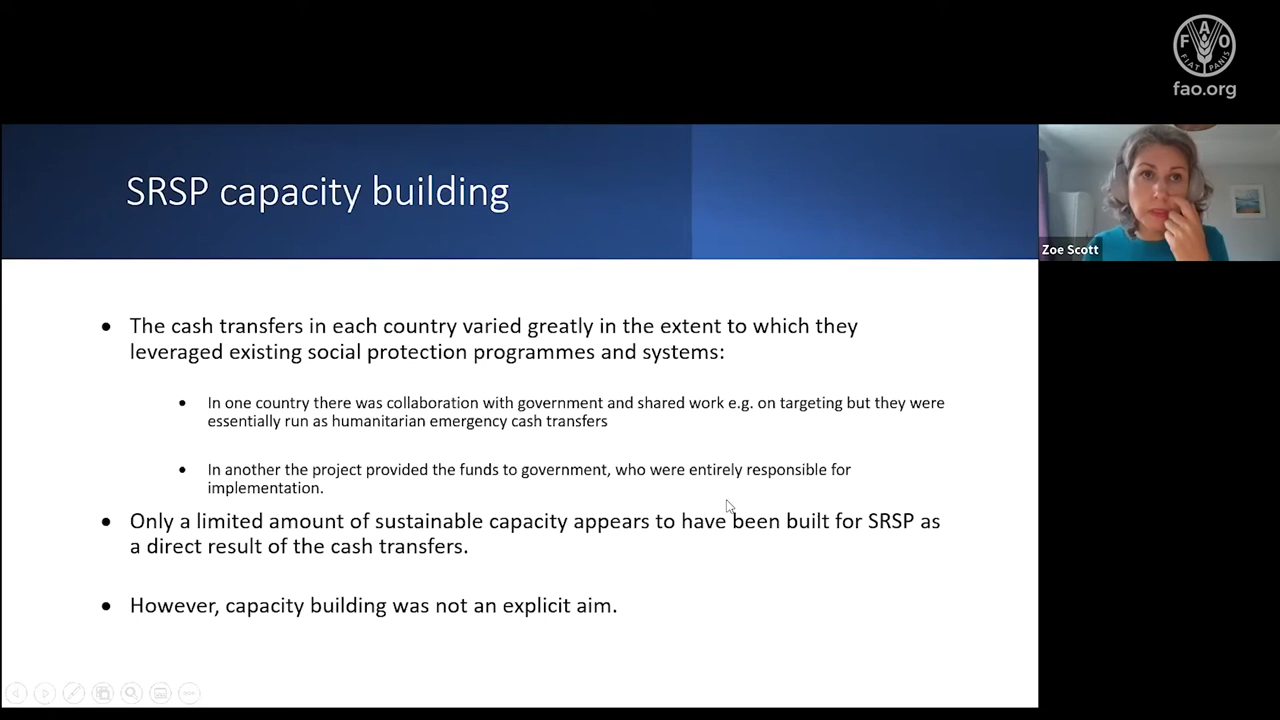 F A O
FIAT PANIS
fao.org
SRSP capacity building
Zoe Scott
• The cash transfers in each country varied greatly in the extent to which they
leveraged existing social protection programmes and systems:
• In one country there was collaboration with government and shared work e.g. on targeting but they were
essentially run as humanitarian emergency cash transfers
• In another the project provided the funds to government, who were entirely responsible for
implementation.
• Only a limited amount of sustainable capacity appears to have been built for SRSP as
a direct result of the cash transfers.
• However, capacity building was not an explicit aim.